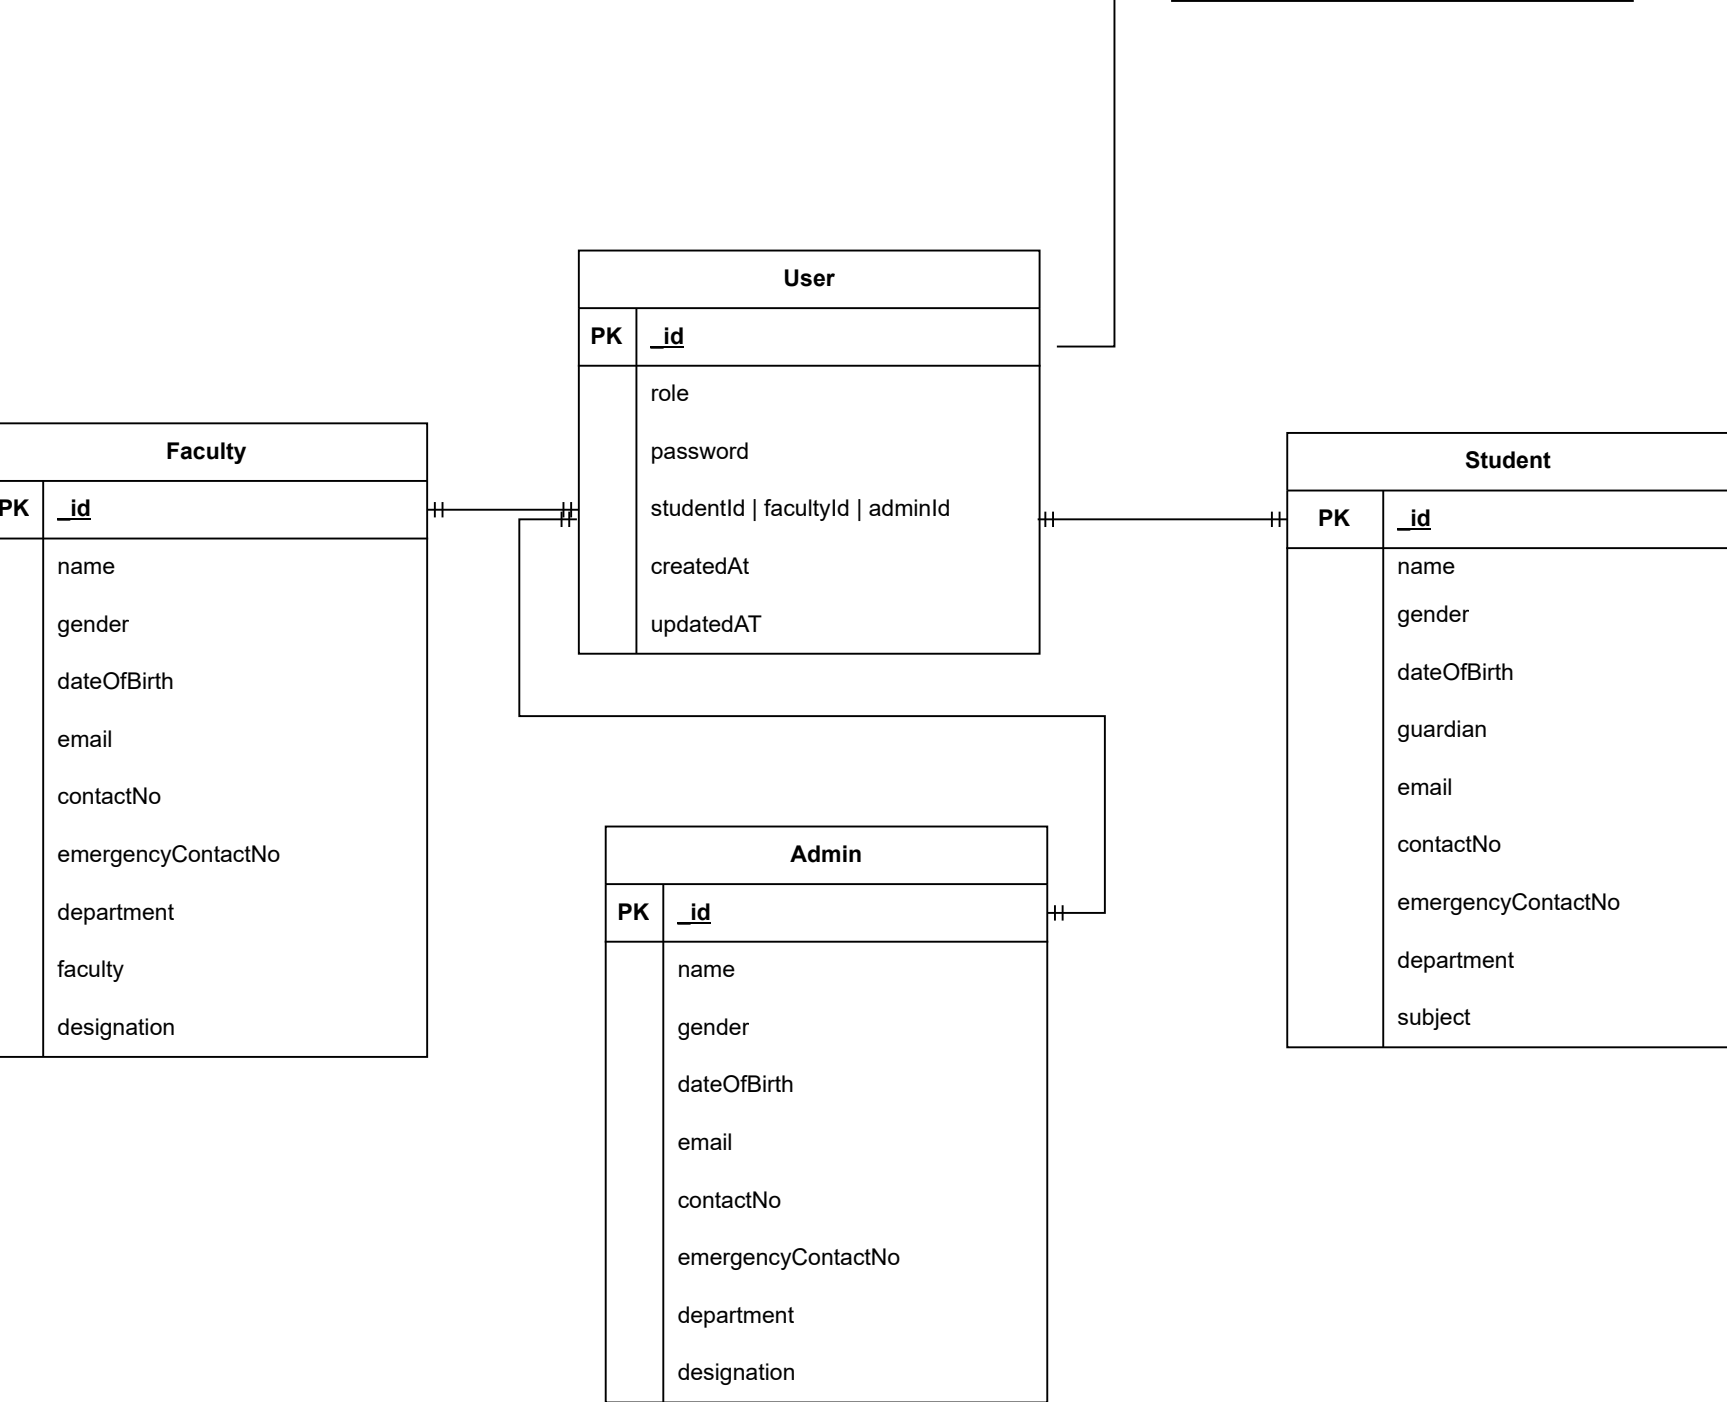 User
PK _id
role
password
studentId | facultyId | adminId
createdAt
updatedAT
Faculty
PK _id
name
gender
dateOfBirth
email
contactNo
emergencyContactNo
department
faculty
designation
Student
PK _id
name
gender
dateOfBirth
guardian
email
contactNo
emergencyContactNo
department
subject
Admin
PK _id
name
gender
dateOfBirth
email
contactNo
emergencyContactNo
department
designation